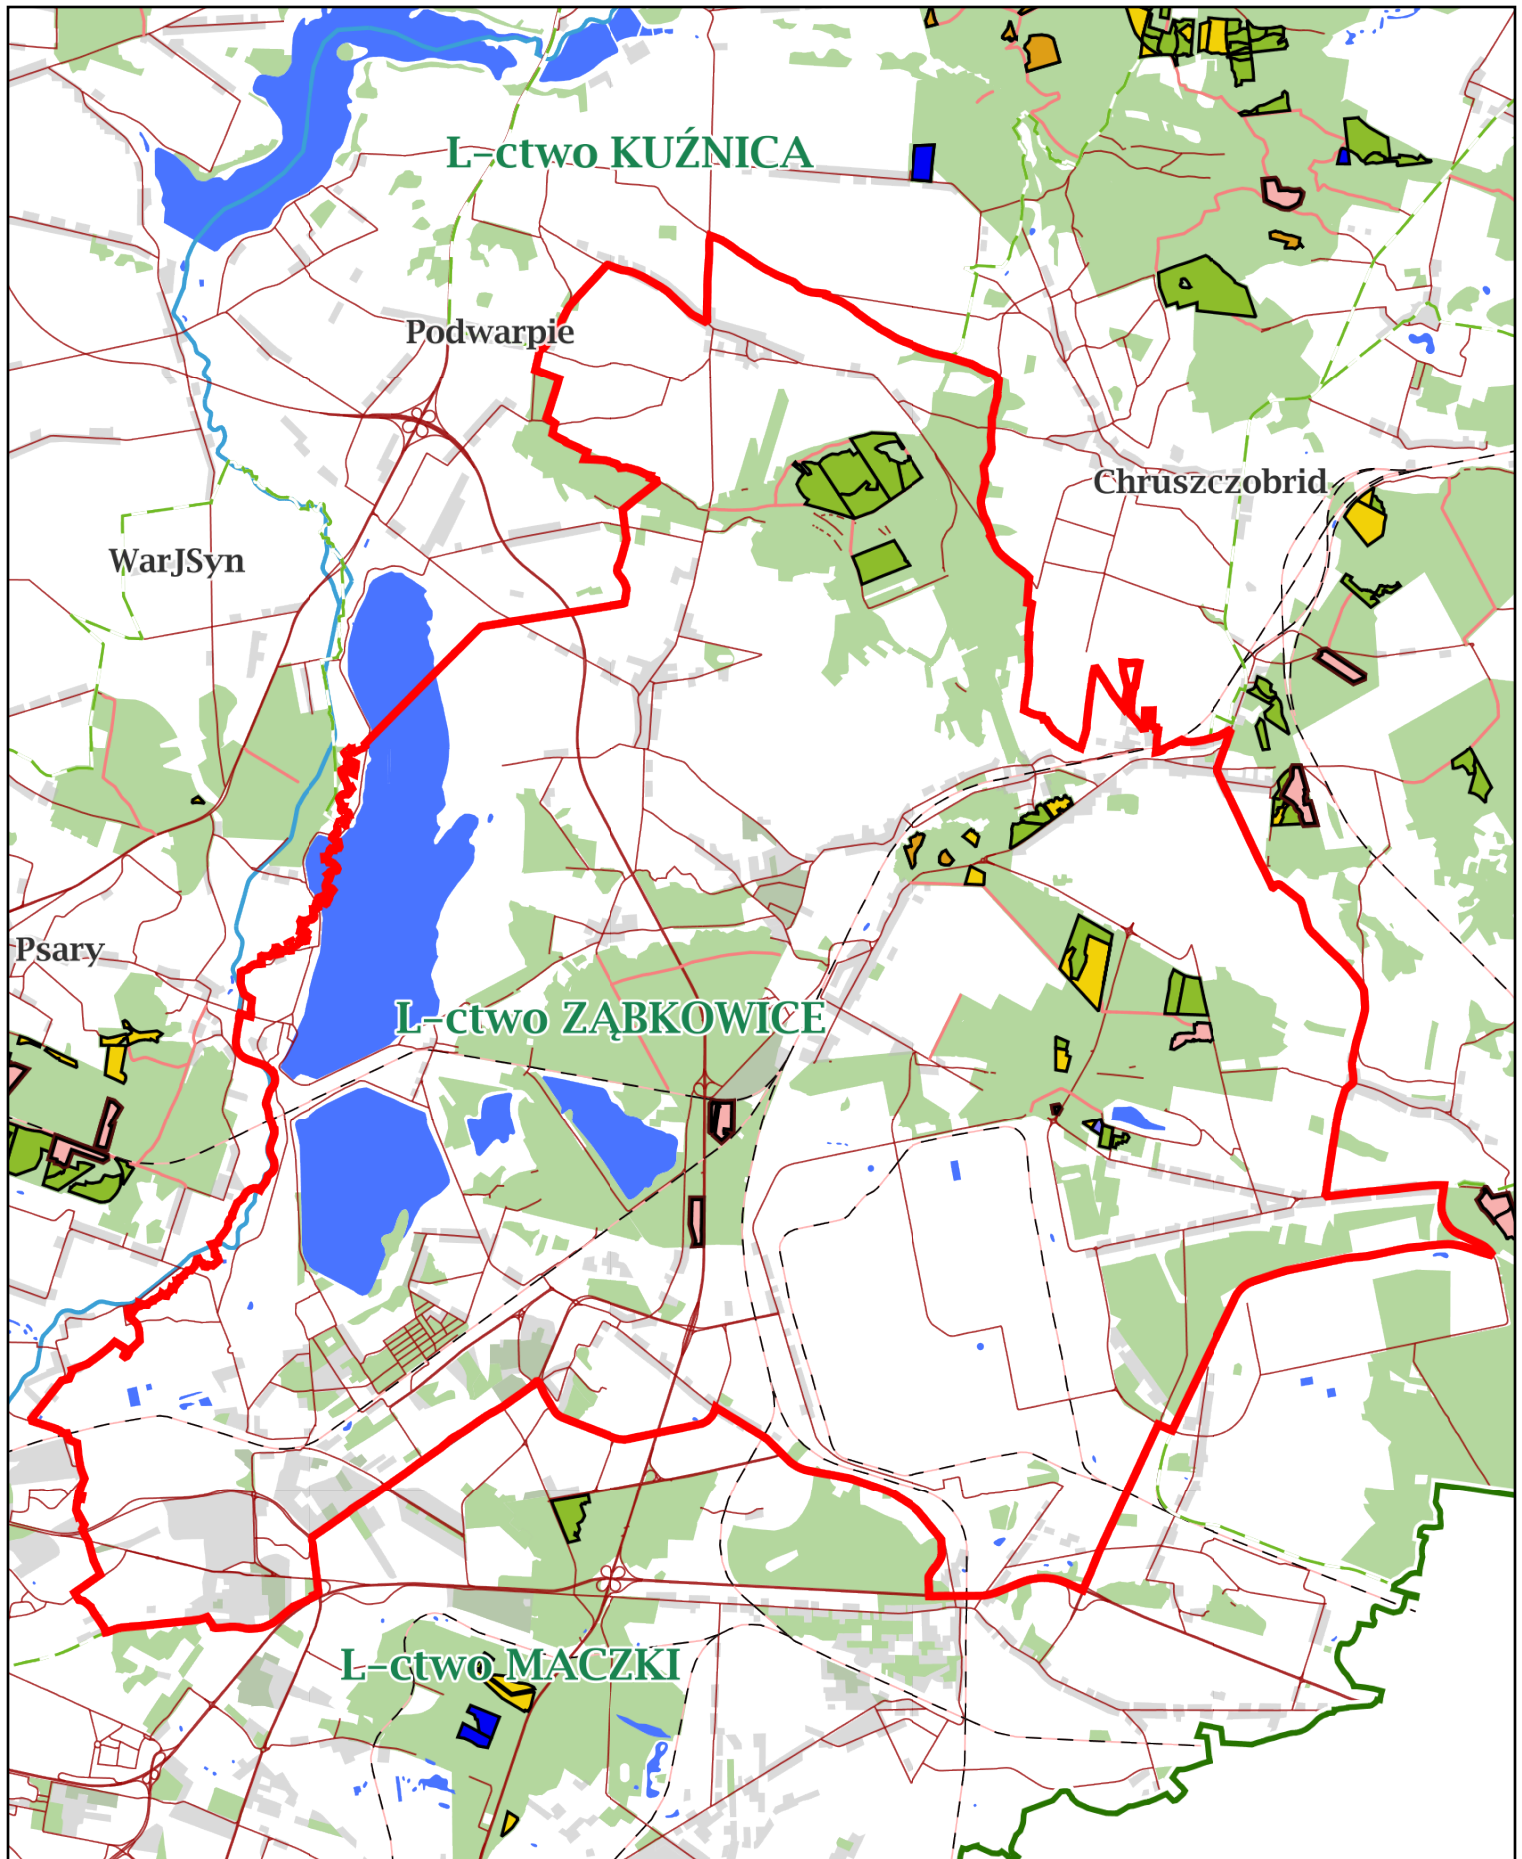 L-ctwo KUŹNICA
Podwarpie
Chruszczobrid
WarJSyn
Psary
L-ctwo ZĄBKOWICE
L-ctwo MACZKI